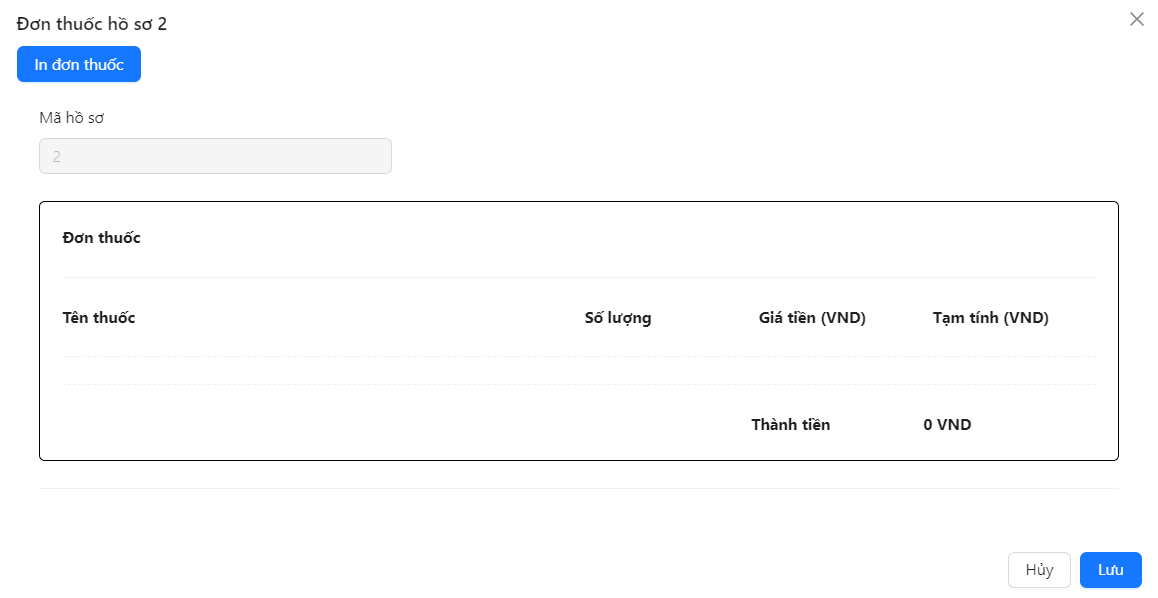 Đơn thuốc hồ sơ 2
In đơn thuốc
Mã hồ sơ
2
Đơn thuốc
Tên thuốc Số lượng Giá tiền (VND) Tạm tính (VND)
Thành tiền 0 VND
Hủy Lưu